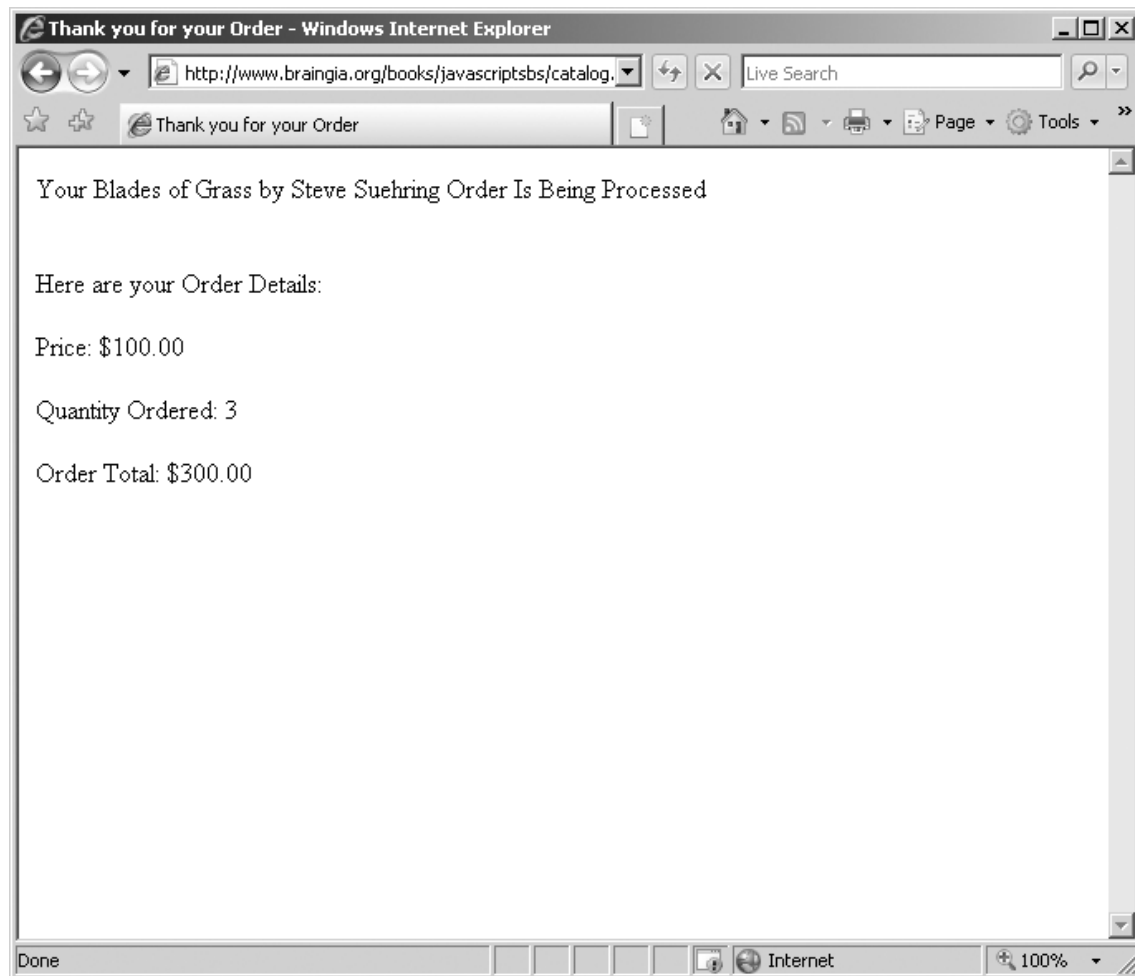 Thank you for your Order - Windows Internet Explorer
http://www.braingia.org/books/javascriptsbs/catalog.
Live Search
Thank you for your Order
Page
Tools
Your Blades of Grass by Steve Suehring Order Is Being Processed
Here are your Order Details:
Price: $100.00
Quantity Ordered: 3
Order Total: $300.00
Done
Internet
100%